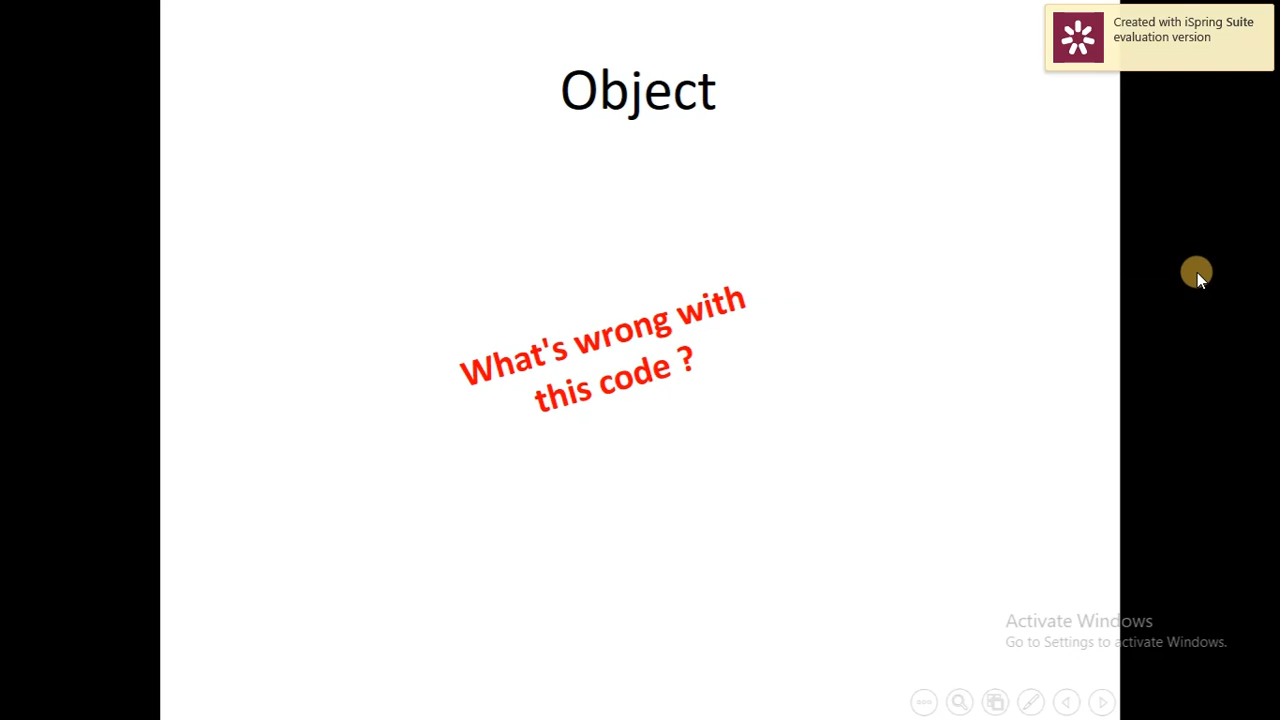 Created with iSpring Suite
evaluation version
Object
What's wrong with
this code ?
Activate Windows
Go to Settings to activate Windows.